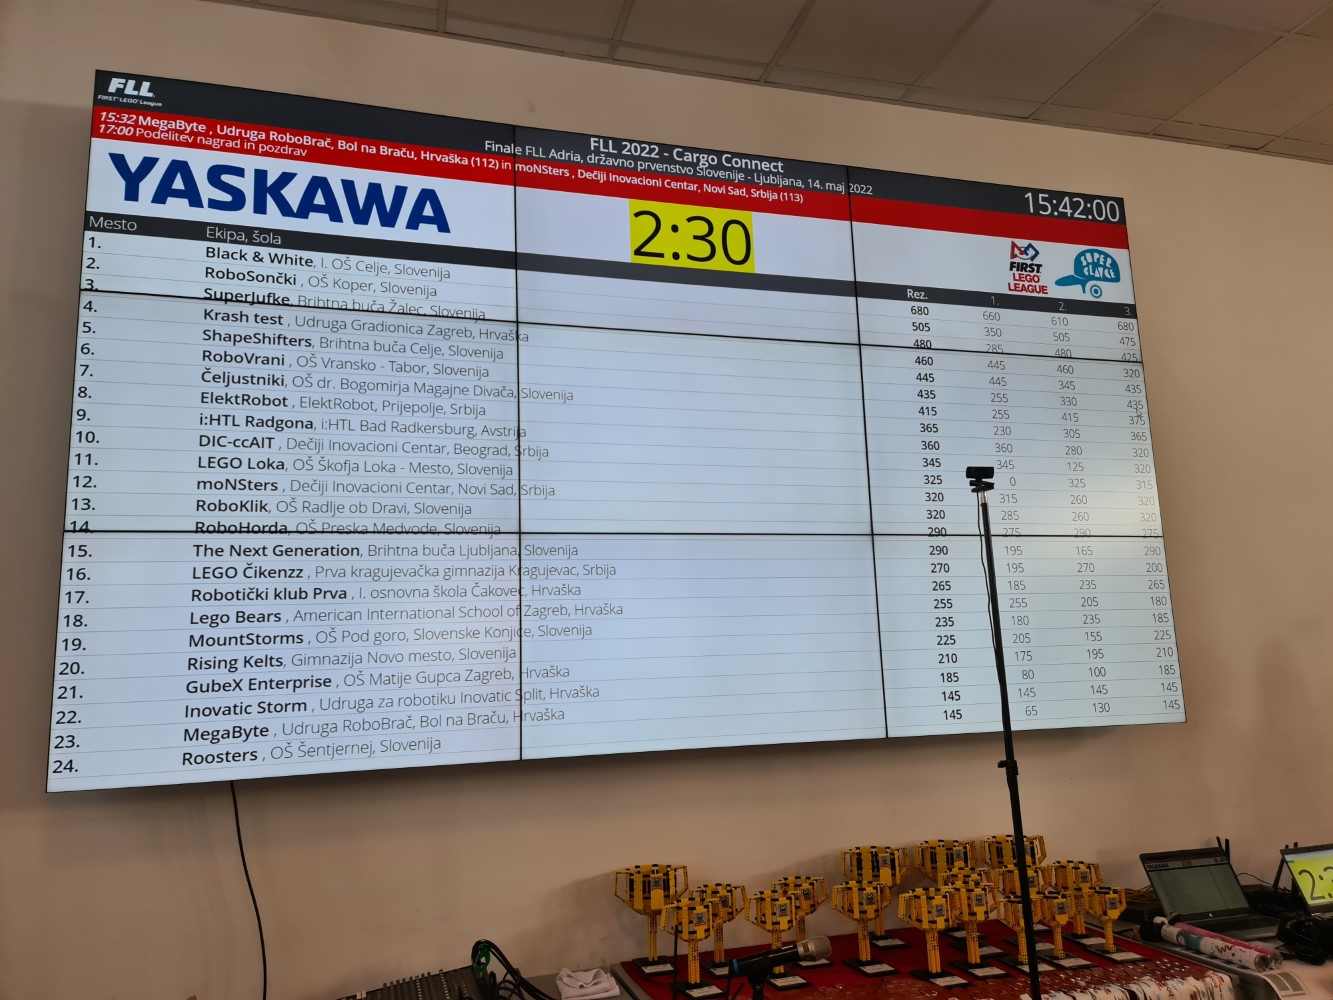 FLL
FIRST LEGO League
FLL 2022 - Cargo Connect
Finale FLL Adria, državno prvenstvo Slovenije - Ljubljana, 14. maj 2022
15:42:00
15:32 MegaByte , Udruga RoboBrač, Bol na Braču, Hrvaška (112) in moNSters , Dečiji Inovacioni Centar, Novi Sad, Srbija (113)
17:00 Podelitev nagrad in pozdrav
YASKAWA
2:30
FIRST
LEGO
LEAGUE
SUPER
GLAVCE
Mesto Ekipa, šola Rez. 1. 2. 3.
1. Black & White, I. OŠ Celje, Slovenija 680 660 610 680
2. RoboSončki , OŠ Koper, Slovenija 505 350 505 475
3. SuperJufke, Brihtna buča Žalec, Slovenija 480 285 480 425
4. Krash test , Udruga Gradionica Zagreb, Hrvaška 460 445 460 320
5. ShapeShifters, Brihtna buča Celje, Slovenija 445 445 345 435
6. RoboVrani , OŠ Vransko - Tabor, Slovenija 435 255 330 435
7. Čeljustniki, OŠ dr. Bogomirja Magajne Divača, Slovenija 415 255 415 375
8. ElektRobot , ElektRobot, Prijepolje, Srbija 365 230 305 365
9. i:HTL Radgona, i:HTL Bad Radkersburg, Avstrija 360 360 280 320
10. DIC-ccAIT , Dečiji Inovacioni Centar, Beograd, Srbija 345 345 125 320
11. LEGO Loka, OŠ Škofja Loka - Mesto, Slovenija 325 0 325 315
12. moNSters , Dečiji Inovacioni Centar, Novi Sad, Srbija 320 315 260 320
13. RoboKlik, OŠ Radlje ob Dravi, Slovenija 320 285 260 320
14. RoboHorda, OŠ Preska Medvode, Slovenija 290 275 290 275
15. The Next Generation, Brihtna buča Ljubljana, Slovenija 290 195 165 290
16. LEGO Čikenzz , Prva kragujevačka gimnazija Kragujevac, Srbija 270 195 270 200
17. Robotički klub Prva , I. osnovna škola Čakovec, Hrvaška 265 185 235 265
18. Lego Bears , American International School of Zagreb, Hrvaška 255 255 205 180
19. MountStorms , OŠ Pod goro, Slovenske Konjice, Slovenija 235 180 235 185
20. Rising Kelts, Gimnazija Novo mesto, Slovenija 225 205 155 225
21. GubeX Enterprise , OŠ Matije Gupca Zagreb, Hrvaška 210 175 195 210
22. Inovatic Storm , Udruga za robotiku Inovatic Split, Hrvaška 185 80 100 185
23. MegaByte , Udruga RoboBrač, Bol na Braču, Hrvaška 145 145 145 145
24. Roosters , OŠ Šentjernej, Slovenija 145 65 130 145